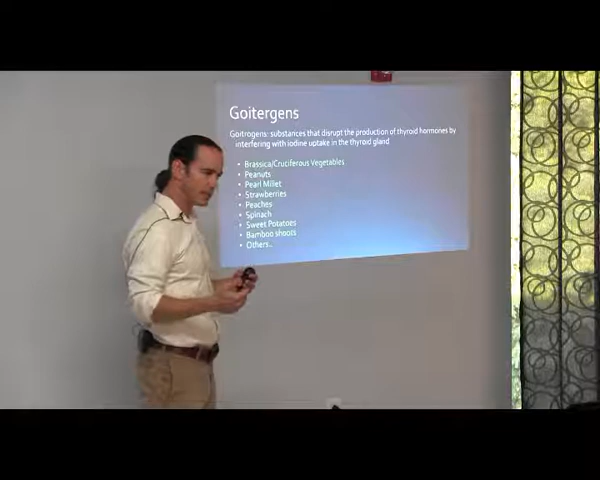 Goitergens
Goitrogens: substances that disrupt the production of thyroid hormones by
interfering with iodine uptake in the thyroid gland
• Brassica/Cruciferous Vegetables
• Peanuts
• Pearl Millet
• Strawberries
• Peaches
• Spinach
• Sweet Potatoes
• Bamboo shoots
• Others..